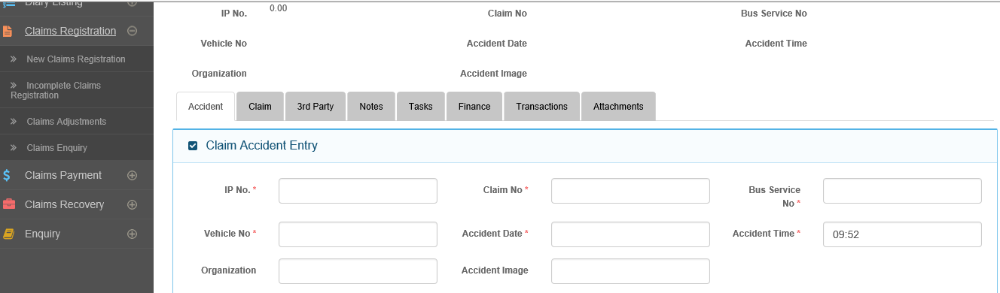 Diary Listing
Claims Registration
New Claims Registration
Incomplete Claims
Registration
Claims Adjustments
Claims Enquiry
Claims Payment
Claims Recovery
Enquiry
IP No. 0.00 Claim No Bus Service No
Vehicle No Accident Date Accident Time
Organization Accident Image
Accident Claim 3rd Party Notes Tasks Finance Transactions Attachments
Claim Accident Entry
IP No. * Claim No * Bus Service
No *
Vehicle No * Accident Date * Accident Time * 09:52
Organization Accident Image